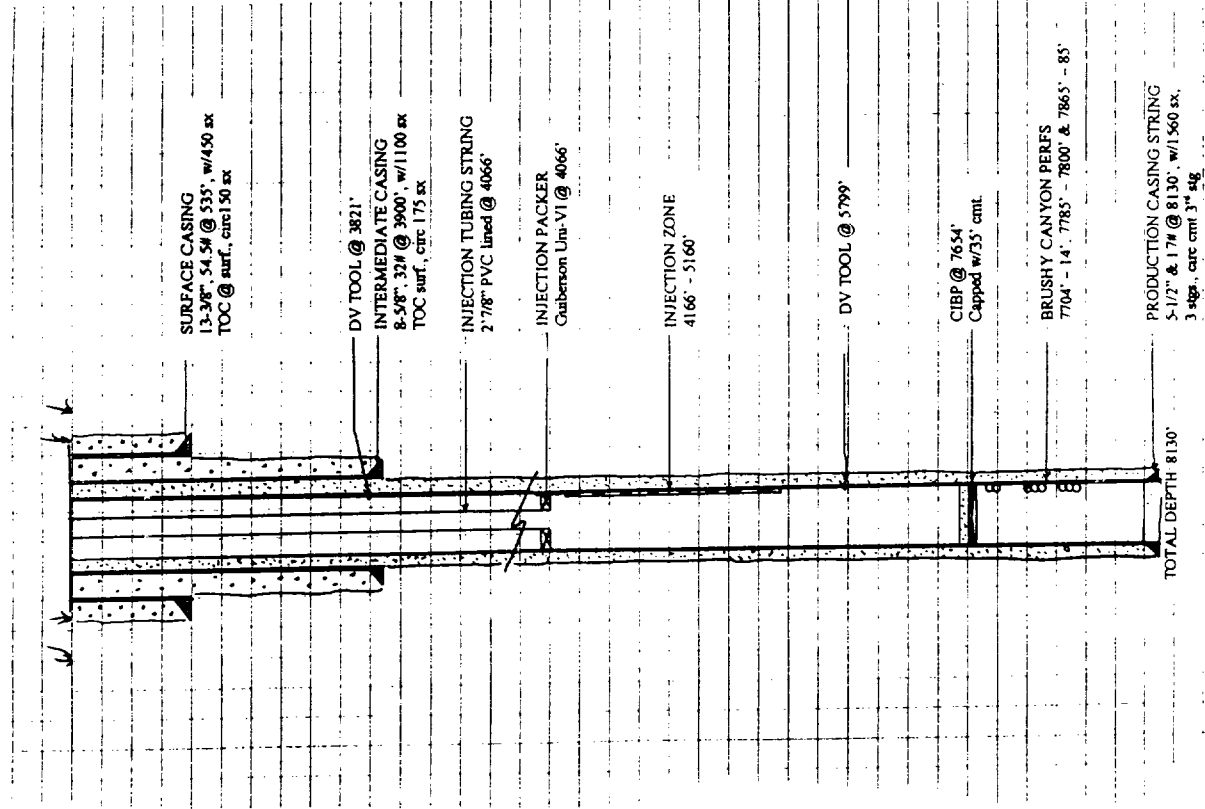 SURFACE CASING
13-3/8", 54.5# @ 535', w/450 sx
TOC @ surf., circ150 sx
DV TOOL @ 3821'
INTERMEDIATE CASING
8-5/8", 32# @ 3900', w/1100 sx
TOC surf., circ 175 sx
INJECTION TUBING STRING
2'7/8" PVC Lined @ 4066'
INJECTION PACKER
Guiberson Uni-VI @ 4066'
INJECTION ZONE
4166' - 5160'
DV TOOL @ 5799'
CIBP @ 7654'
Capped w/35' cmt.
BRUSHY CANYON PERFS
7704' - 14', 7785' - 7800' & 7865' - 85'
PRODUCTION CASING STRING
5-1/2" & 17# @ 8130', w/1560 sx,
3 stgs., circ cmt 3rd stg
TOTAL DEPTH 8130'